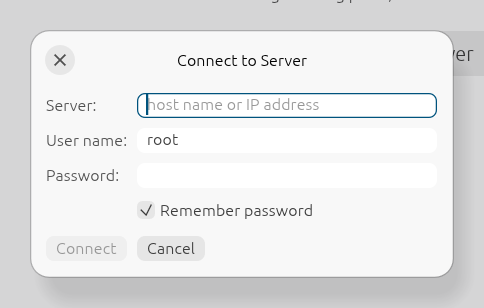 Connect to Server
Server: host name or IP address
User name: root
Password:
Remember password
Connect Cancel